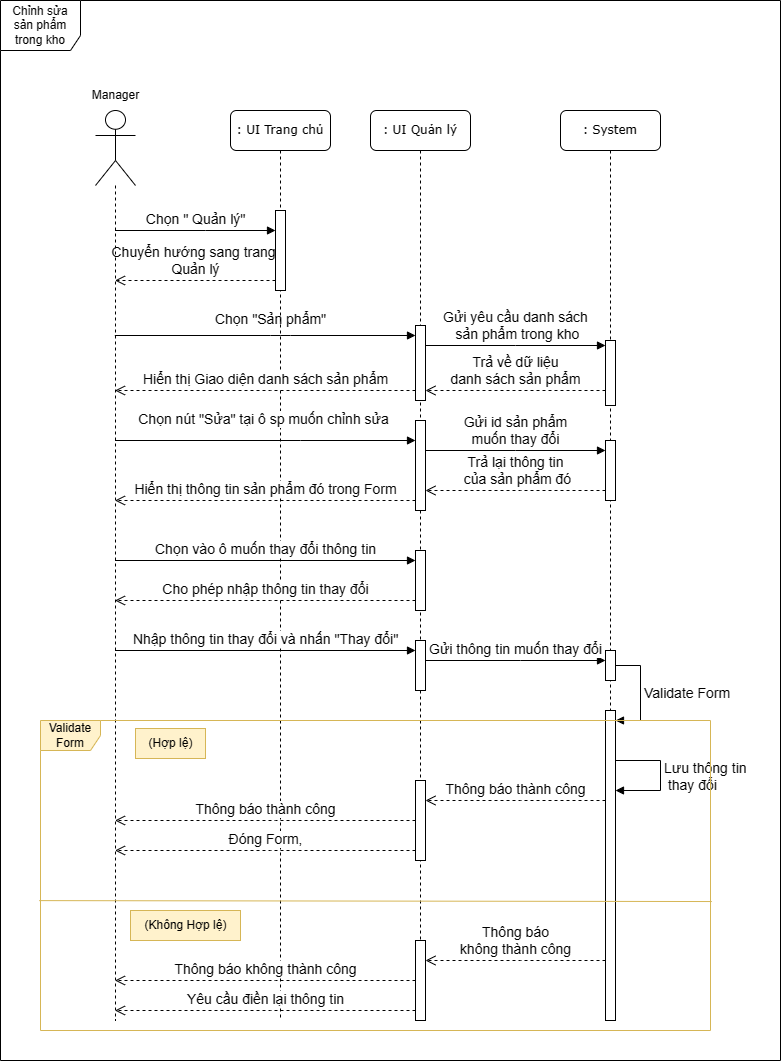 Chỉnh sửa
sản phẩm
trong kho
Manager
: UI Trang chủ
: UI Quản lý
: System
Chọn " Quản lý"
Chuyển hướng sang trang
Quản lý
Chọn "Sản phẩm"
Gửi yêu cầu danh sách
sản phẩm trong kho
Trả về dữ liệu
danh sách sản phẩm
Hiển thị Giao diện danh sách sản phẩm
Chọn nút "Sửa" tại ô sp muốn chỉnh sửa
Gửi id sản phẩm
muốn thay đổi
Trả lại thông tin
của sản phẩm đó
Hiển thị thông tin sản phẩm đó trong Form
Chọn vào ô muốn thay đổi thông tin
Cho phép nhập thông tin thay đổi
Nhập thông tin thay đổi và nhấn "Thay đổi"
Gửi thông tin muốn thay đổi
Validate Form
Validate
Form
(Hợp lệ)
Lưu thông tin
thay đổi
Thông báo thành công
Thông báo thành công
Đóng Form,
(Không Hợp lệ)
Thông báo
không thành công
Thông báo không thành công
Yêu cầu điền lại thông tin